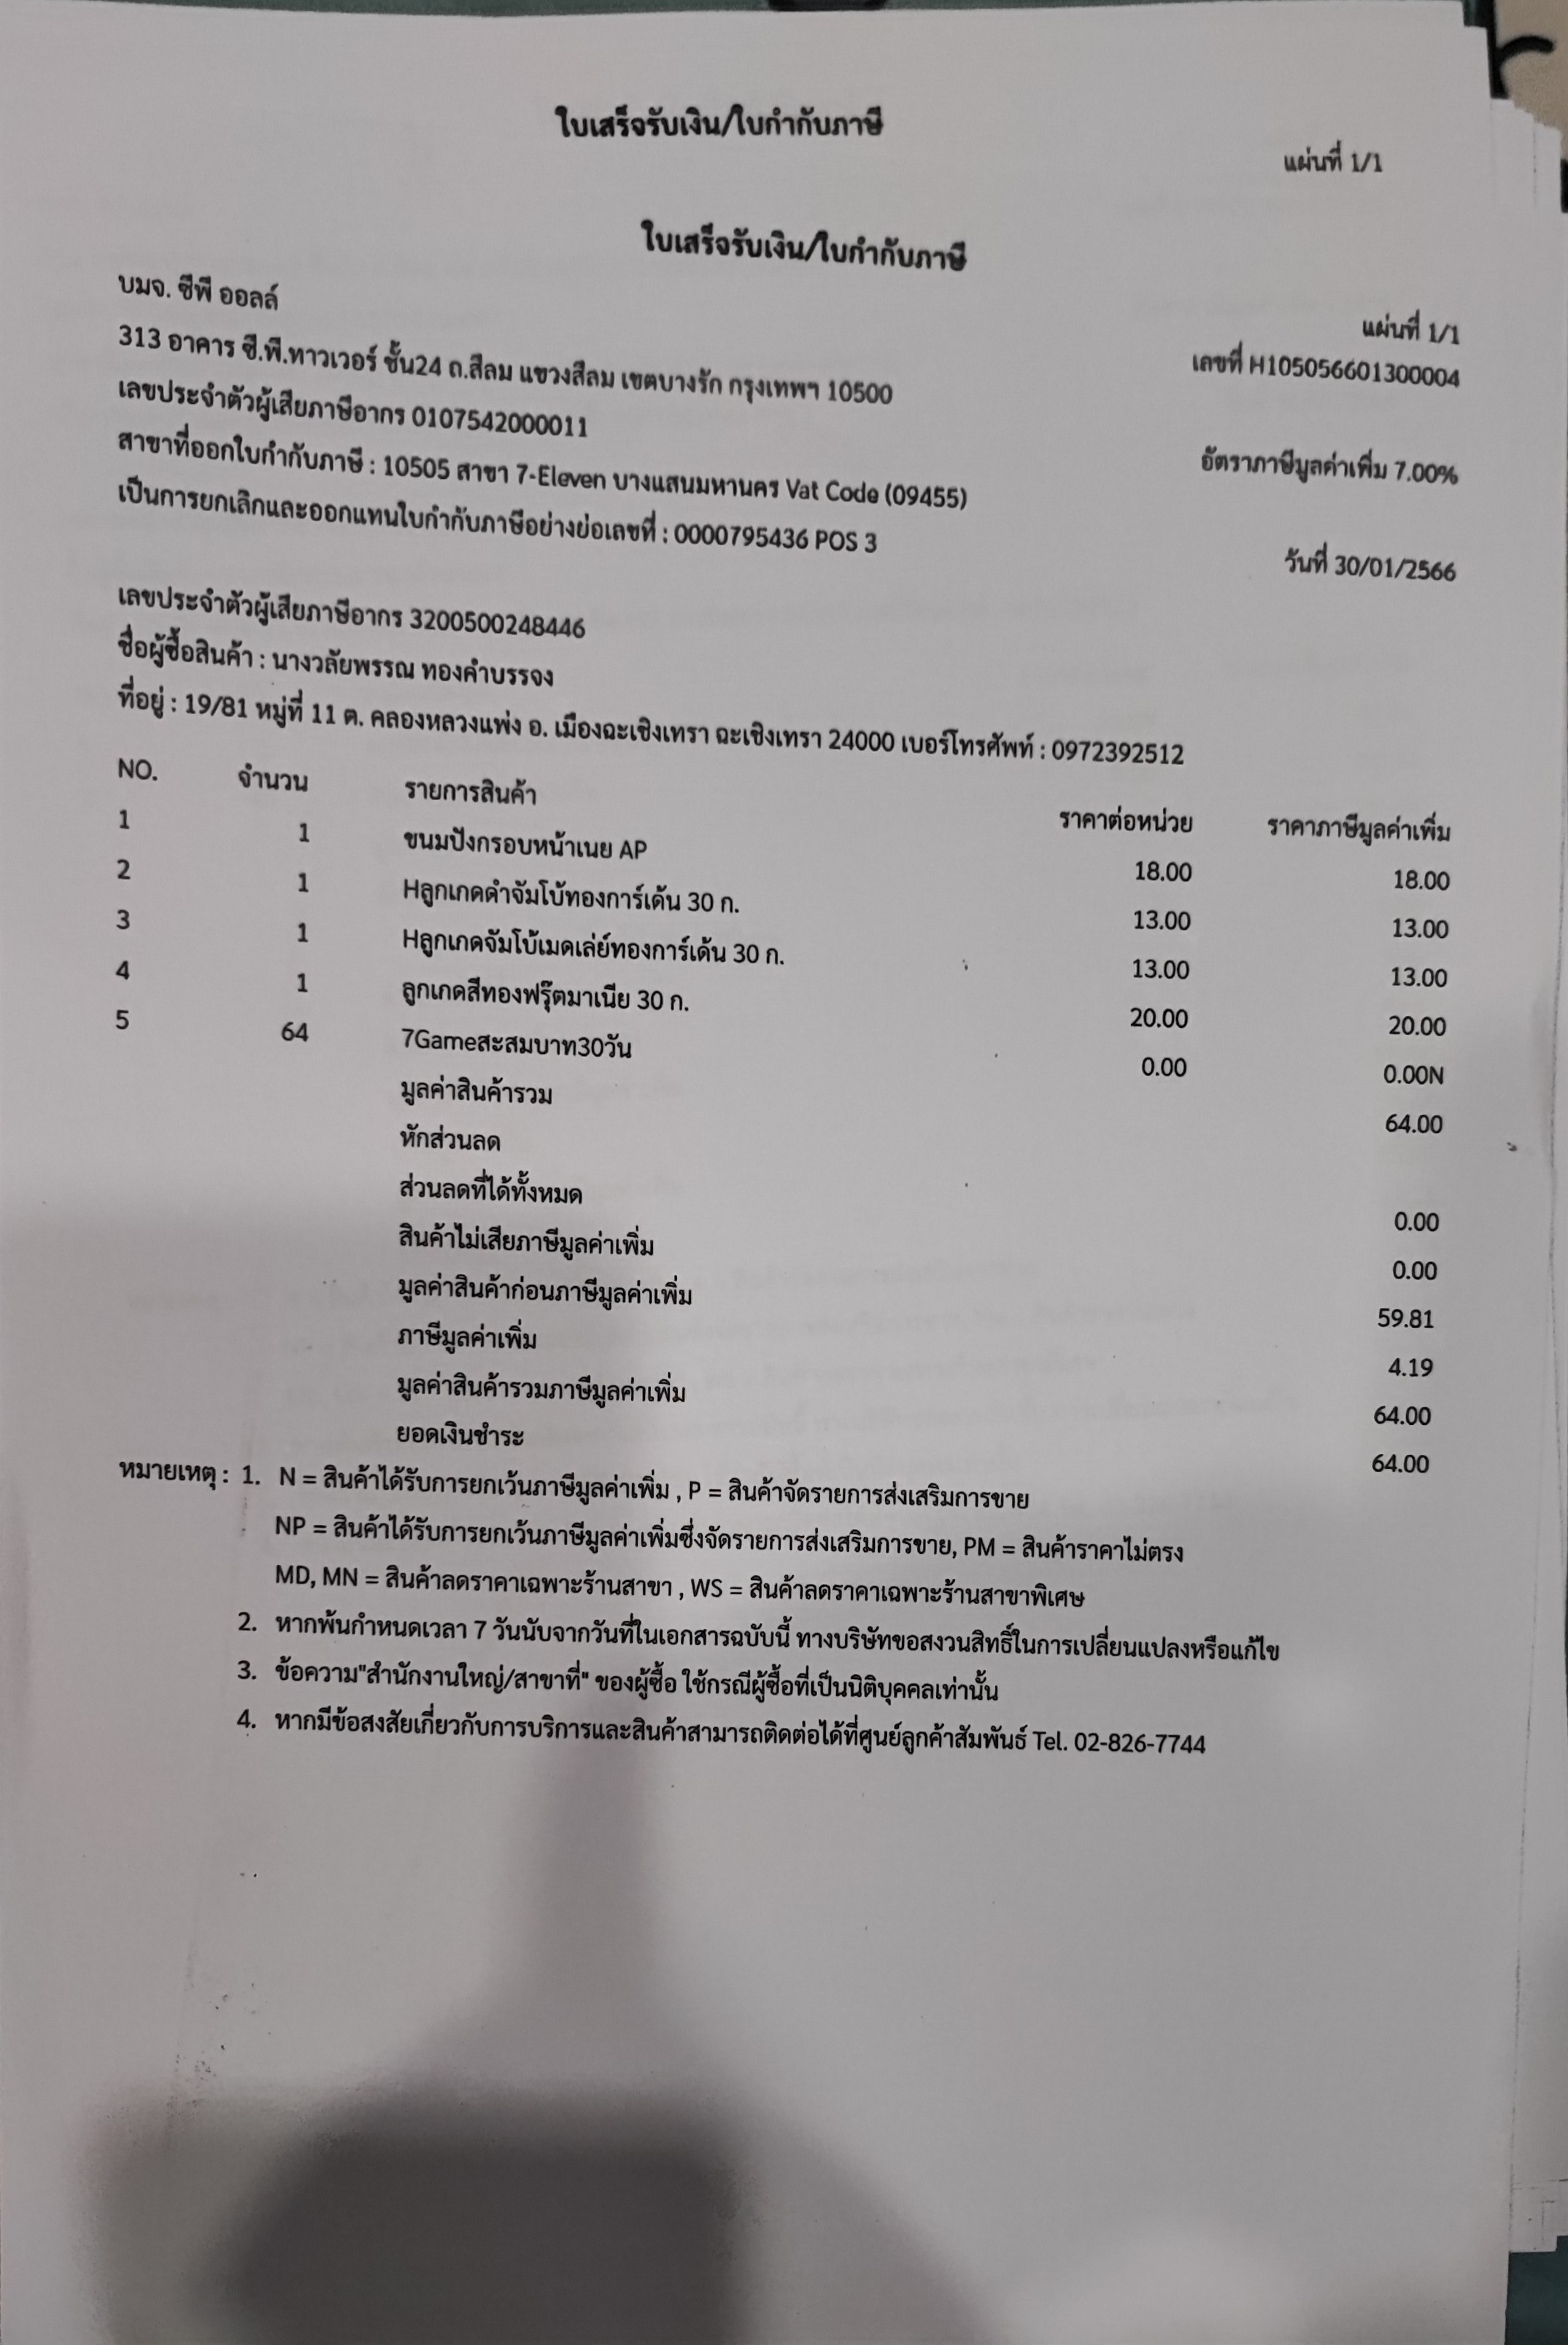 ใบเสร็จรับเงิน/ใบกำกับภาษี
แผ่นที่ 1/1
ใบเสร็จรับเงิน/ใบกำกับภาษี
บมจ. ซีพี ออลล์
แผ่นที่ 1/1
313 อาคาร ซี.พี.ทาวเวอร์ ชั้น24 ถ.สีลม แขวงสีลม เขตบางรัก กรุงเทพฯ 10500 เลขที่ H105056601300004
เลขประจำตัวผู้เสียภาษีอากร 0107542000011
สาขาที่ออกใบกำกับภาษี : 10505 สาขา 7-Eleven บางแสนมหานคร Vat Code (09455) อัตราภาษีมูลค่าเพิ่ม 7.00%
เป็นการยกเลิกและออกแทนใบกำกับภาษีอย่างย่อเลขที่ : 0000795436 POS 3
วันที่ 30/01/2566
เลขประจำตัวผู้เสียภาษีอากร 3200500248446
ชื่อผู้ซื้อสินค้า : นางวลัยพรรณ ทองคำบรรจง
ที่อยู่ : 19/81 หมู่ที่ 11 ต. คลองหลวงแพ่ง อ. เมืองฉะเชิงเทรา ฉะเชิงเทรา 24000 เบอร์โทรศัพท์ : 0972392512
NO. จำนวน รายการสินค้า ราคาต่อหน่วย ราคาภาษีมูลค่าเพิ่ม
1 1 ขนมปังกรอบหน้าเนย AP 18.00 18.00
2 1 Hลูกเกดดำจัมโบ้ทองการ์เด้น 30 ก. 13.00 13.00
3 1 Hลูกเกดจัมโบ้เมดเล่ย์ทองการ์เด้น 30 ก. 13.00 13.00
4 1 ลูกเกดสีทองฟรุ๊ตมาเนีย 30 ก. 20.00 20.00
5 64 7Gameสะสมบาท30วัน 0.00 0.00N
มูลค่าสินค้ารวม 64.00
หักส่วนลด
ส่วนลดที่ได้ทั้งหมด 0.00
สินค้าไม่เสียภาษีมูลค่าเพิ่ม 0.00
มูลค่าสินค้าก่อนภาษีมูลค่าเพิ่ม 59.81
ภาษีมูลค่าเพิ่ม 4.19
มูลค่าสินค้ารวมภาษีมูลค่าเพิ่ม 64.00
ยอดเงินชำระ 64.00
หมายเหตุ : 1. N = สินค้าได้รับการยกเว้นภาษีมูลค่าเพิ่ม , P = สินค้าจัดรายการส่งเสริมการขาย
NP = สินค้าได้รับการยกเว้นภาษีมูลค่าเพิ่มซึ่งจัดรายการส่งเสริมการขาย, PM = สินค้าราคาไม่ตรง
MD, MN = สินค้าลดราคาเฉพาะร้านสาขา , WS = สินค้าลดราคาเฉพาะร้านสาขาพิเศษ
2. หากพ้นกำหนดเวลา 7 วันนับจากวันที่ในเอกสารฉบับนี้ ทางบริษัทขอสงวนสิทธิ์ในการเปลี่ยนแปลงหรือแก้ไข
3. ข้อความ"สำนักงานใหญ่/สาขาที่" ของผู้ซื้อ ใช้กรณีผู้ซื้อที่เป็นนิติบุคคลเท่านั้น
4. หากมีข้อสงสัยเกี่ยวกับการบริการและสินค้าสามารถติดต่อได้ที่ศูนย์ลูกค้าสัมพันธ์ Tel. 02-826-7744